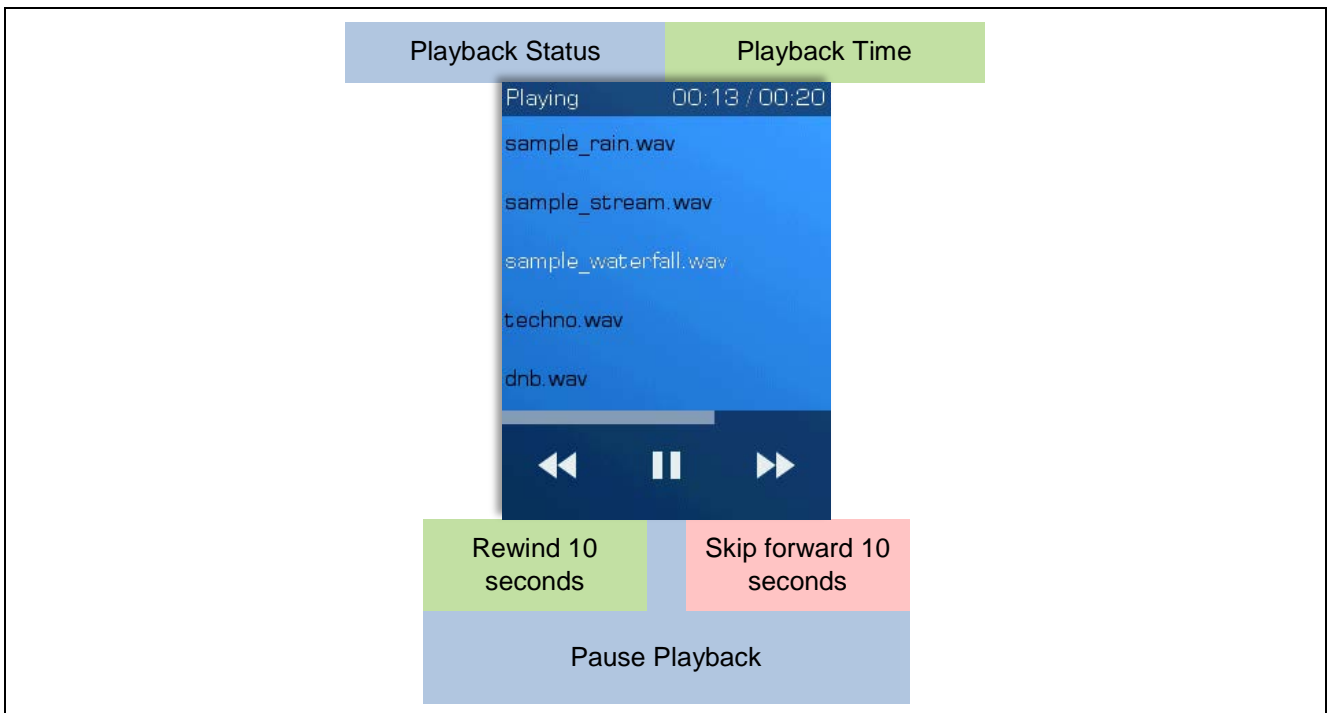 Playback Status
Playback Time
Playing 00:13 / 00:20
sample_rain.wav
sample_stream.wav
sample_waterfall.wav
techno.wav
dnb.wav
Rewind 10
seconds
Skip forward 10
seconds
Pause Playback